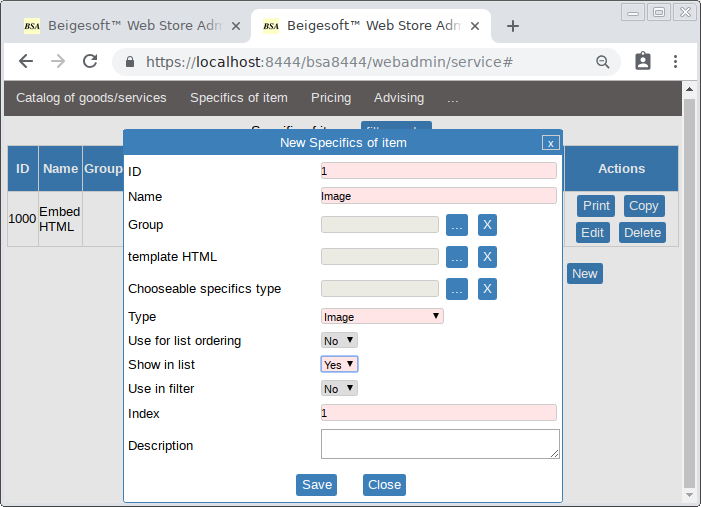 BSA Beigesoft™ Web Store Adm
BSA Beigesoft™ Web Store Adm
https://localhost:8444/bsa8444/webadmin/service#
Catalog of goods/services Specifics of item Pricing Advising ...
New Specifics of item x
ID Name Group Actions
1000 Embed HTML
Print Copy
Edit Delete
New
ID 1
Name Image
Group ... X
template HTML ... X
Chooseable specifics type ... X
Type Image
Use for list ordering No
Show in list Yes
Use in filter No
Index 1
Description
Save Close